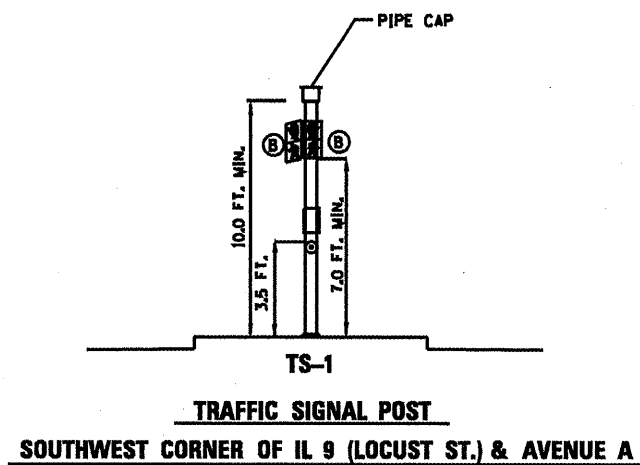 PIPE CAP
B
B
10.0 FT. MIN.
3.5 FT.
7.0 FT. MIN.
TS-1
TRAFFIC SIGNAL POST
SOUTHWEST CORNER OF IL 9 (LOCUST ST.) & AVENUE A